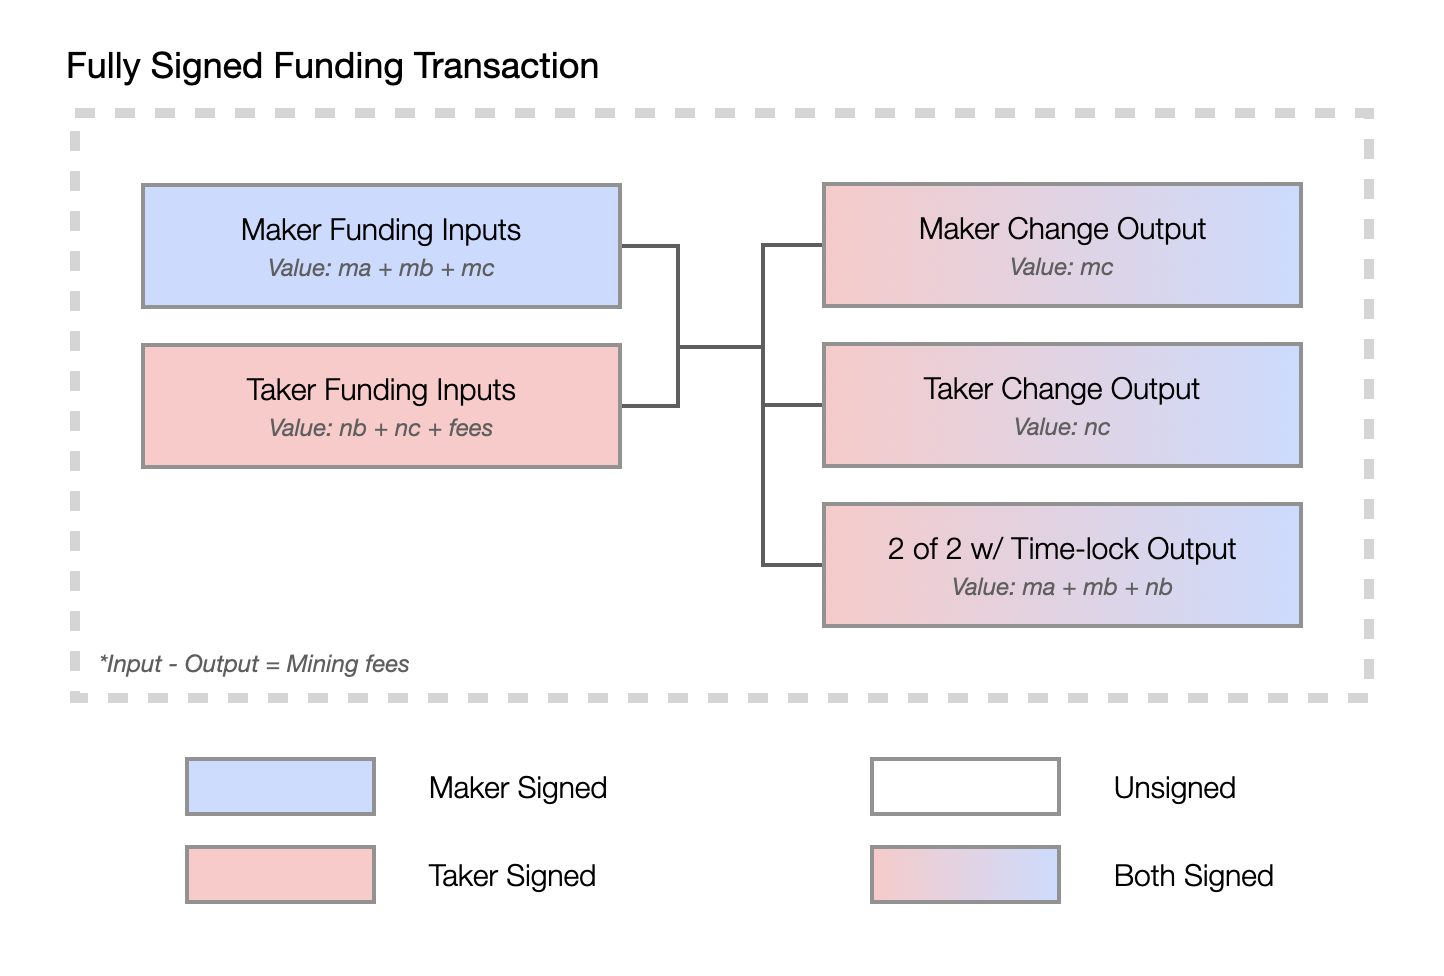 Fully Signed Funding Transaction
Maker Funding Inputs
Value: ma + mb + mc
Taker Funding Inputs
Value: nb + nc + fees
Maker Change Output
Value: mc
Taker Change Output
Value: nc
2 of 2 w/ Time-lock Output
Value: ma + mb + nb
*Input - Output = Mining fees
Maker Signed
Taker Signed
Unsigned
Both Signed